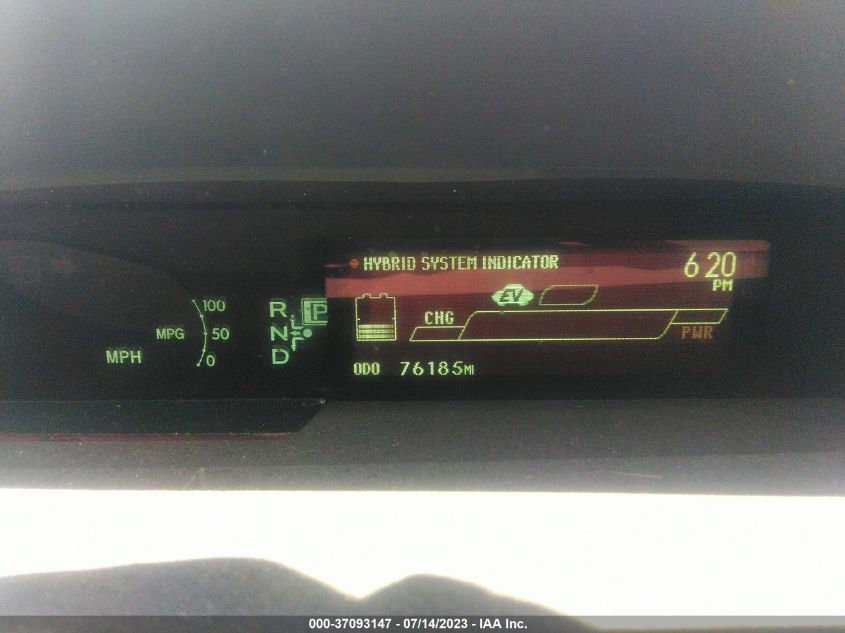 HYBRID SYSTEM INDICATOR
6 20
PM
EV
CHG
PWR
ODO 76185MI
MPH
MPG
100
50
0
R
P
N
D
000-37093147 - 07/14/2023 - IAA Inc.